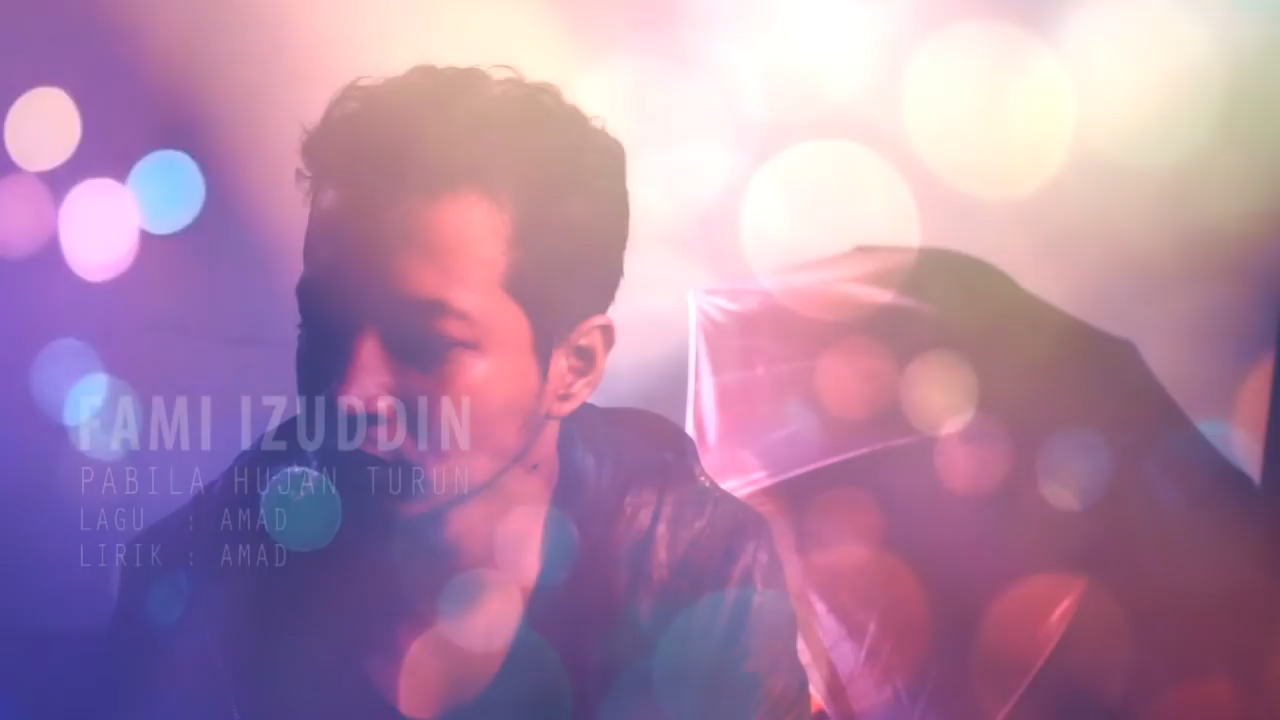 FAMI IZUDDIN
PABILA HUJAN TURUN
LAGU : AMAD
LIRIK : AMAD